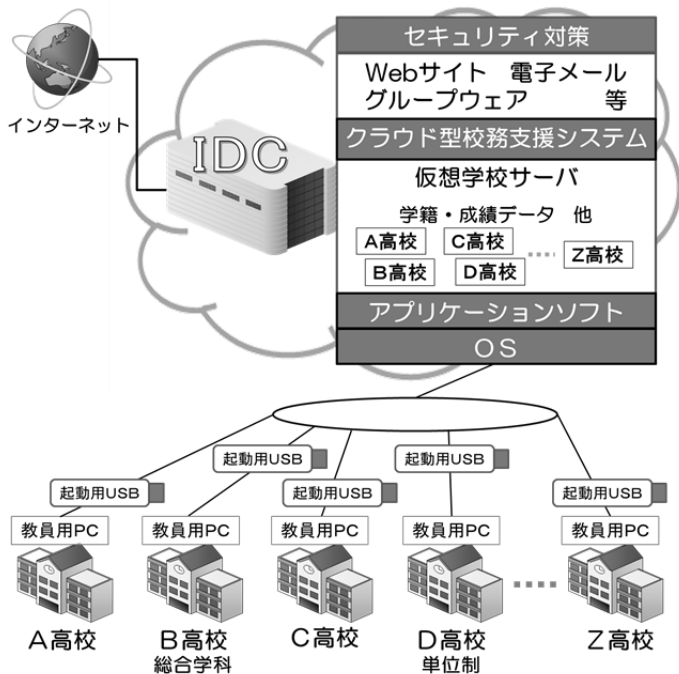 セキュリティ対策
Webサイト 電子メール
グループウェア 等
インターネット
IDC
クラウド型校務支援システム
仮想学校サーバ
学籍・成績データ 他
A高校 C高校
Z高校
B高校 D高校
アプリケーションソフト
OS
起動用USB 起動用USB
起動用USB 起動用USB 起動用USB
教員用PC 教員用PC 教員用PC 教員用PC 教員用PC
A高校 B高校 C高校 D高校 Z高校
総合学科 単位制